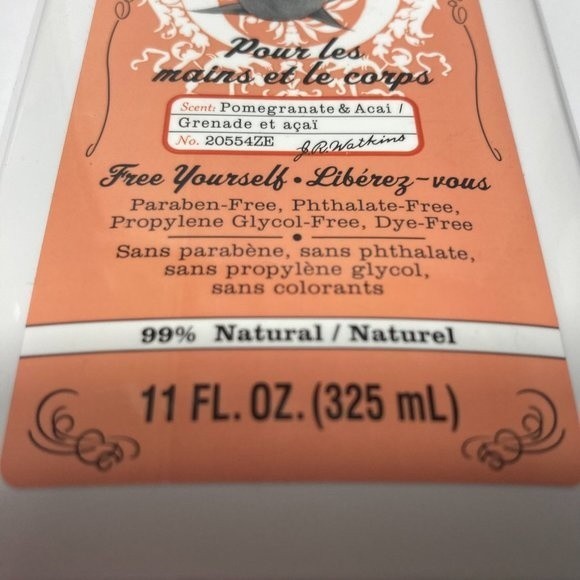 Pour les
mains et le corps
Scent: Pomegranate & Acai /
Grenade et açaï
No. 20554ZE J.R. Watkins
Free Yourself • Libérez-vous
Paraben-Free, Phthalate-Free,
Propylene Glycol-Free, Dye-Free
Sans parabène, sans phthalate,
sans propylène glycol,
sans colorants
99% Natural / Naturel
11 FL. OZ. (325 mL)